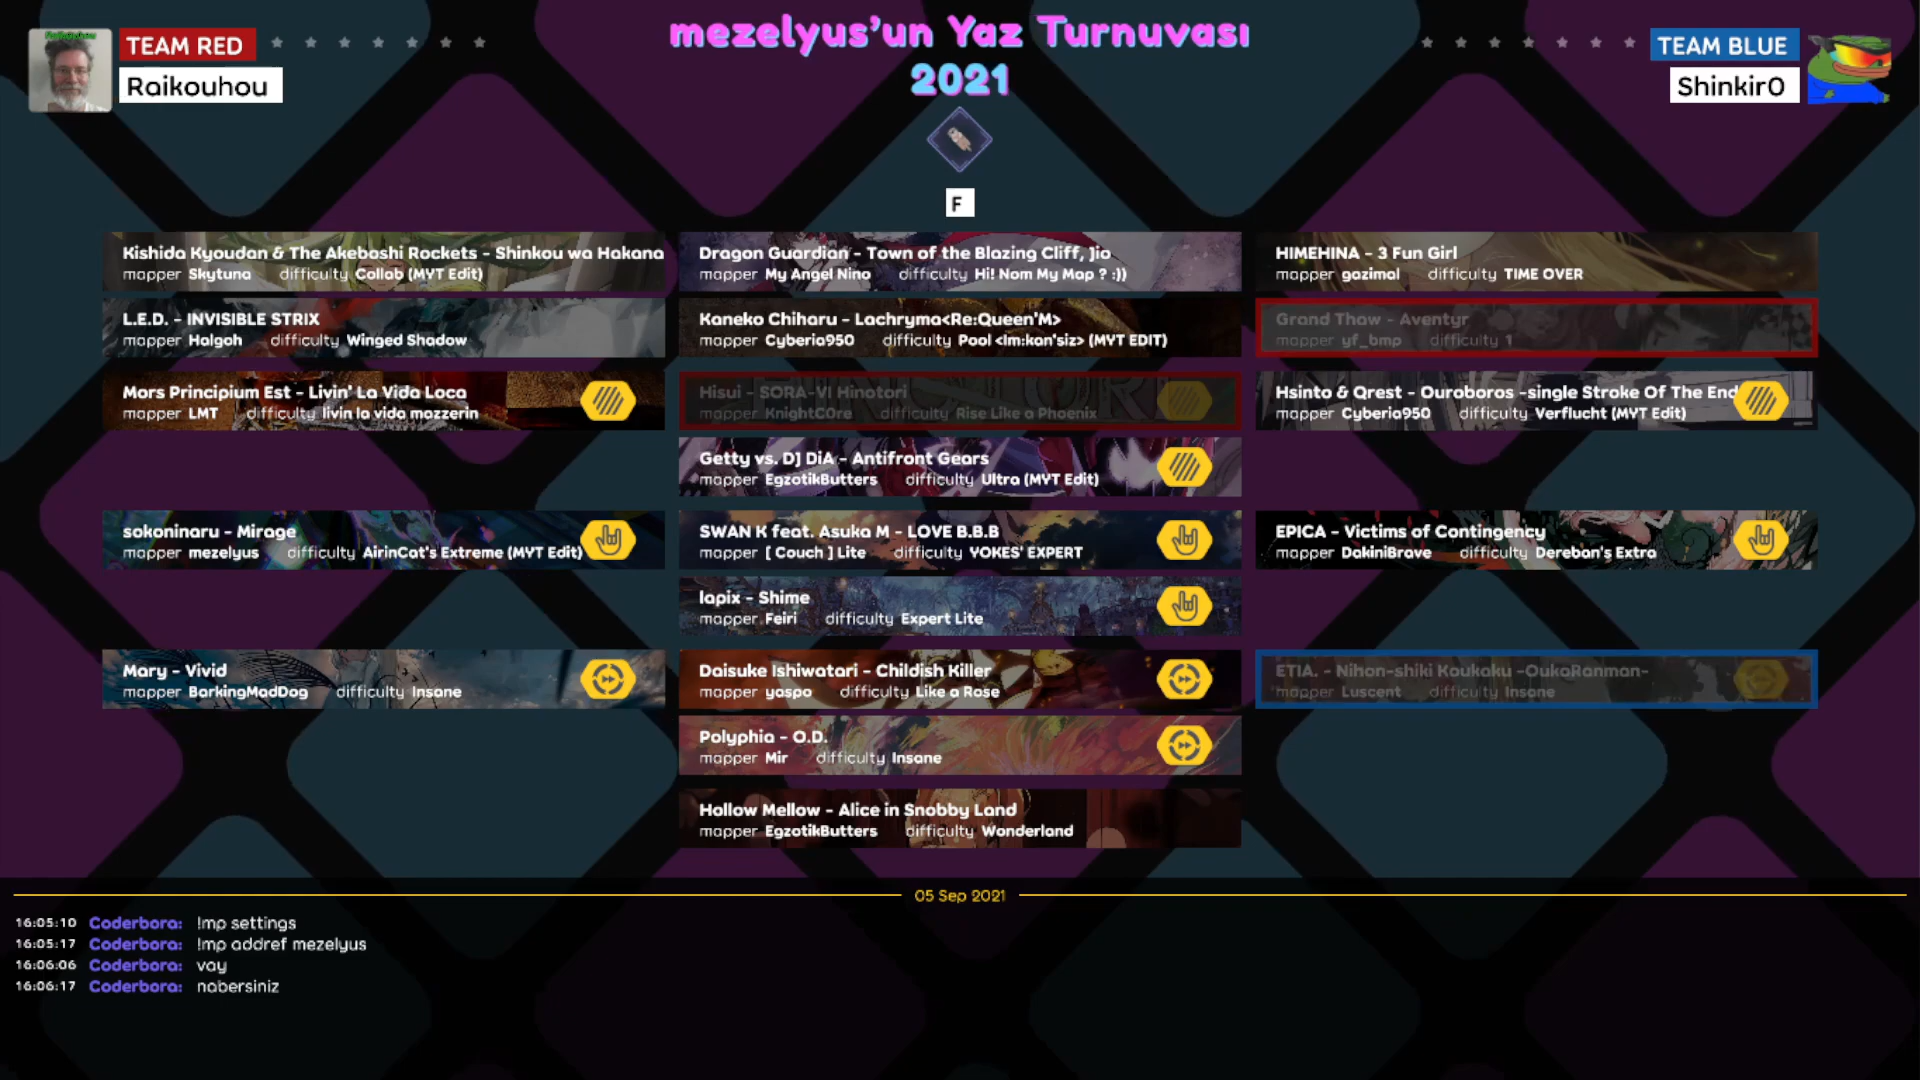 mezelyus'un Yaz Turnuvası
2021
TEAM RED
Raikouhou
TEAM BLUE
Shinkir0
F
Kishida Kyoudan & The Akeboshi Rockets - Shinkou wa Hakana
mapper Skytuna difficulty Collab (MYT Edit)
Dragon Guardian - Town of the Blazing Cliff, Jio
mapper My Angel Nino difficulty Hi! Nom My Map ? :))
HIMEHINA - 3 Fun Girl
mapper gazimal difficulty TIME OVER
L.E.D. - INVISIBLE STRIX
mapper Halgoh difficulty Winged Shadow
Kaneko Chiharu - Lachryma<Re:Queen'M>
mapper Cyberia950 difficulty Pool <Im:kan'siz> (MYT EDIT)
Grand Thaw - Aventyr
mapper yf_bmp difficulty 1
Mors Principium Est - Livin' La Vida Loca
mapper LMT difficulty livin la vida mozzerin
Hisui - SORA-VI Hinotori
mapper KnightC0re difficulty Rise Like a Phoenix
Hsinto & Qrest - Ouroboros -single Stroke Of The End
mapper Cyberia950 difficulty Verflucht (MYT Edit)
Getty vs. DJ DiA - Antifront Gears
mapper EgzotikButters difficulty Ultra (MYT Edit)
sokoninaru - Mirage
mapper mezelyus difficulty AirinCat's Extreme (MYT Edit)
SWAN K feat. Asuka M - LOVE B.B.B
mapper [ Couch ] Lite difficulty YOKES' EXPERT
EPICA - Victims of Contingency
mapper DakiniBrave difficulty Dereban's Extra
lapix - Shime
mapper Feiri difficulty Expert Lite
Mary - Vivid
mapper BarkingMadDog difficulty Insane
Daisuke Ishiwatari - Childish Killer
mapper yaspo difficulty Like a Rose
ETIA. - Nihon-shiki Koukaku -OukaRanman-
mapper Luscent difficulty Insane
Polyphia - O.D.
mapper Mir difficulty Insane
Hollow Mellow - Alice in Snobby Land
mapper EgzotikButters difficulty Wonderland
05 Sep 2021
16:05:10 Coderbora: !mp settings
16:05:17 Coderbora: !mp addref mezelyus
16:06:06 Coderbora: vay
16:06:17 Coderbora: nabersiniz